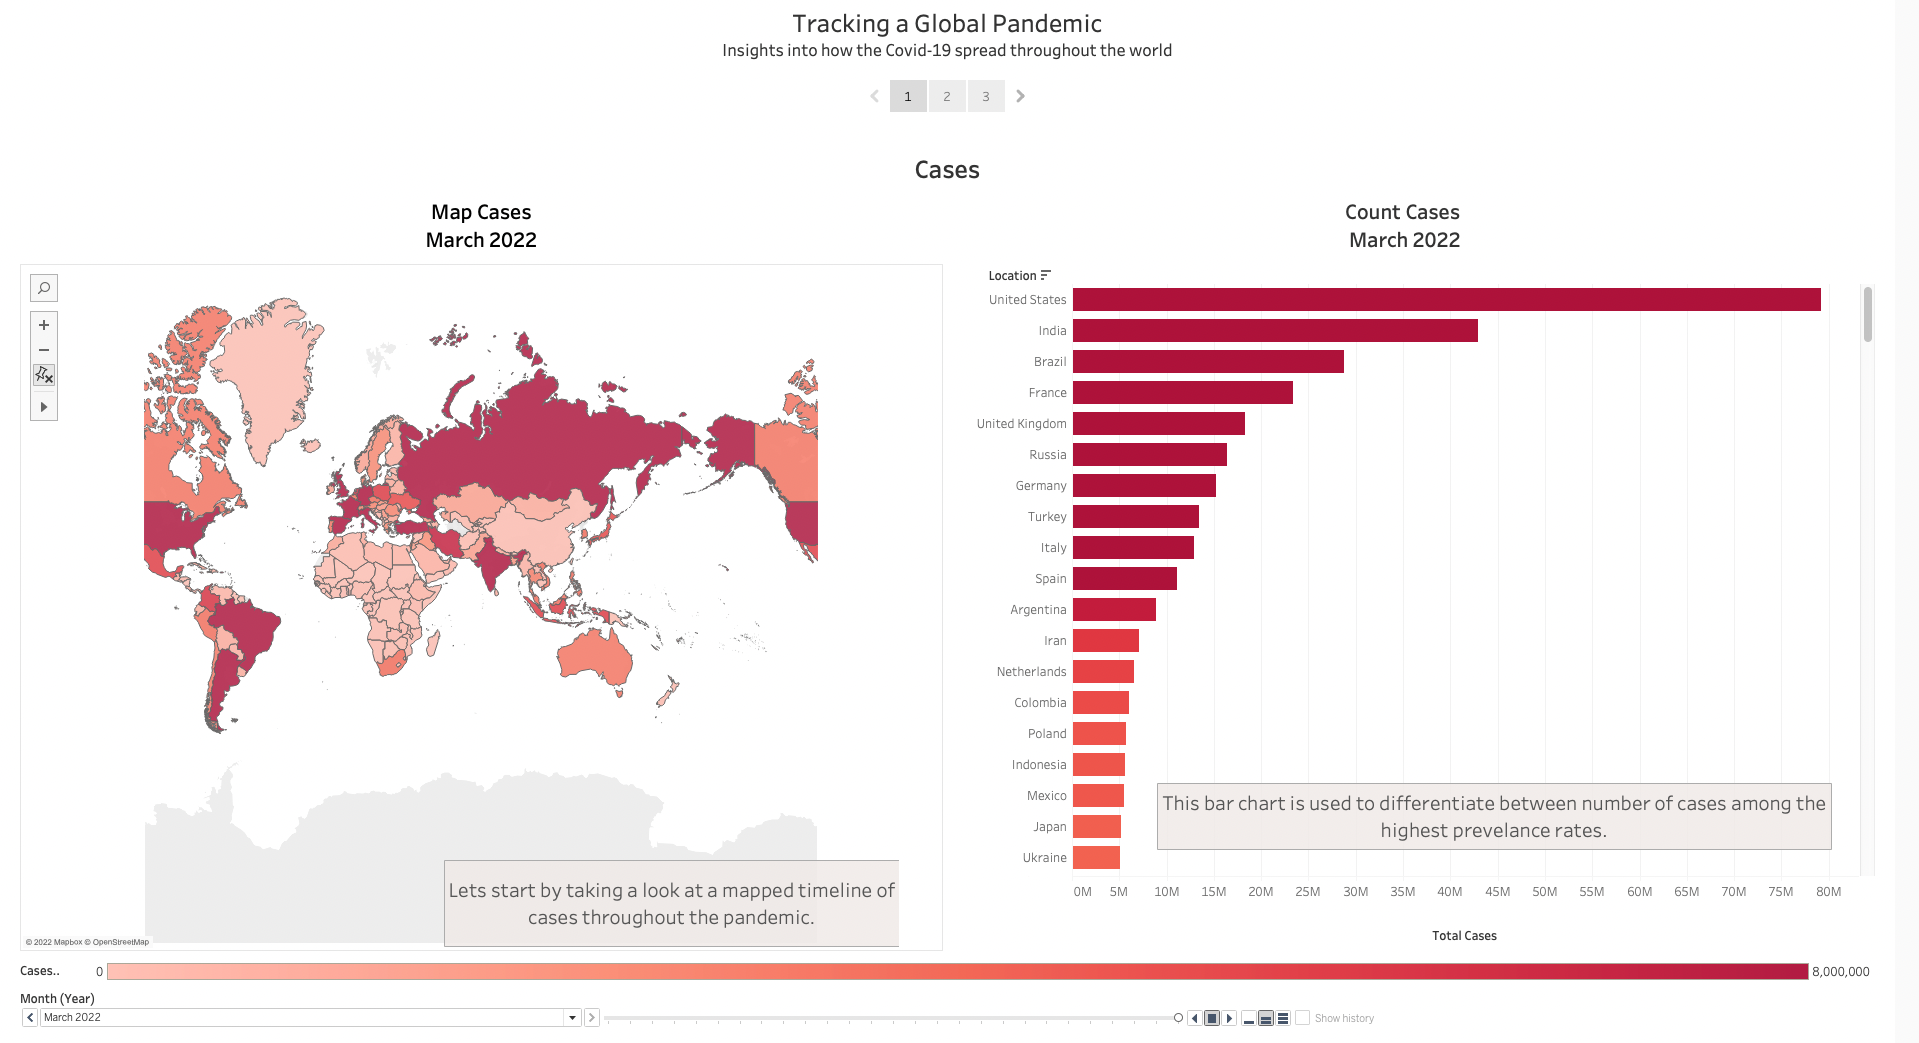 Tracking a Global Pandemic
Insights into how the Covid-19 spread throughout the world
1 2 3
Cases
Map Cases
March 2022
Count Cases
March 2022
Location
United States
India
Brazil
France
United Kingdom
Russia
Germany
Turkey
Italy
Spain
Argentina
Iran
Netherlands
Colombia
Poland
Indonesia
Mexico
Japan
Ukraine
This bar chart is used to differentiate between number of cases among the
highest prevelance rates.
0M 5M 10M 15M 20M 25M 30M 35M 40M 45M 50M 55M 60M 65M 70M 75M 80M
Total Cases
Lets start by taking a look at a mapped timeline of
cases throughout the pandemic.
© 2022 Mapbox © OpenStreetMap
Cases.. 0 8,000,000
Month (Year)
March 2022
Show history